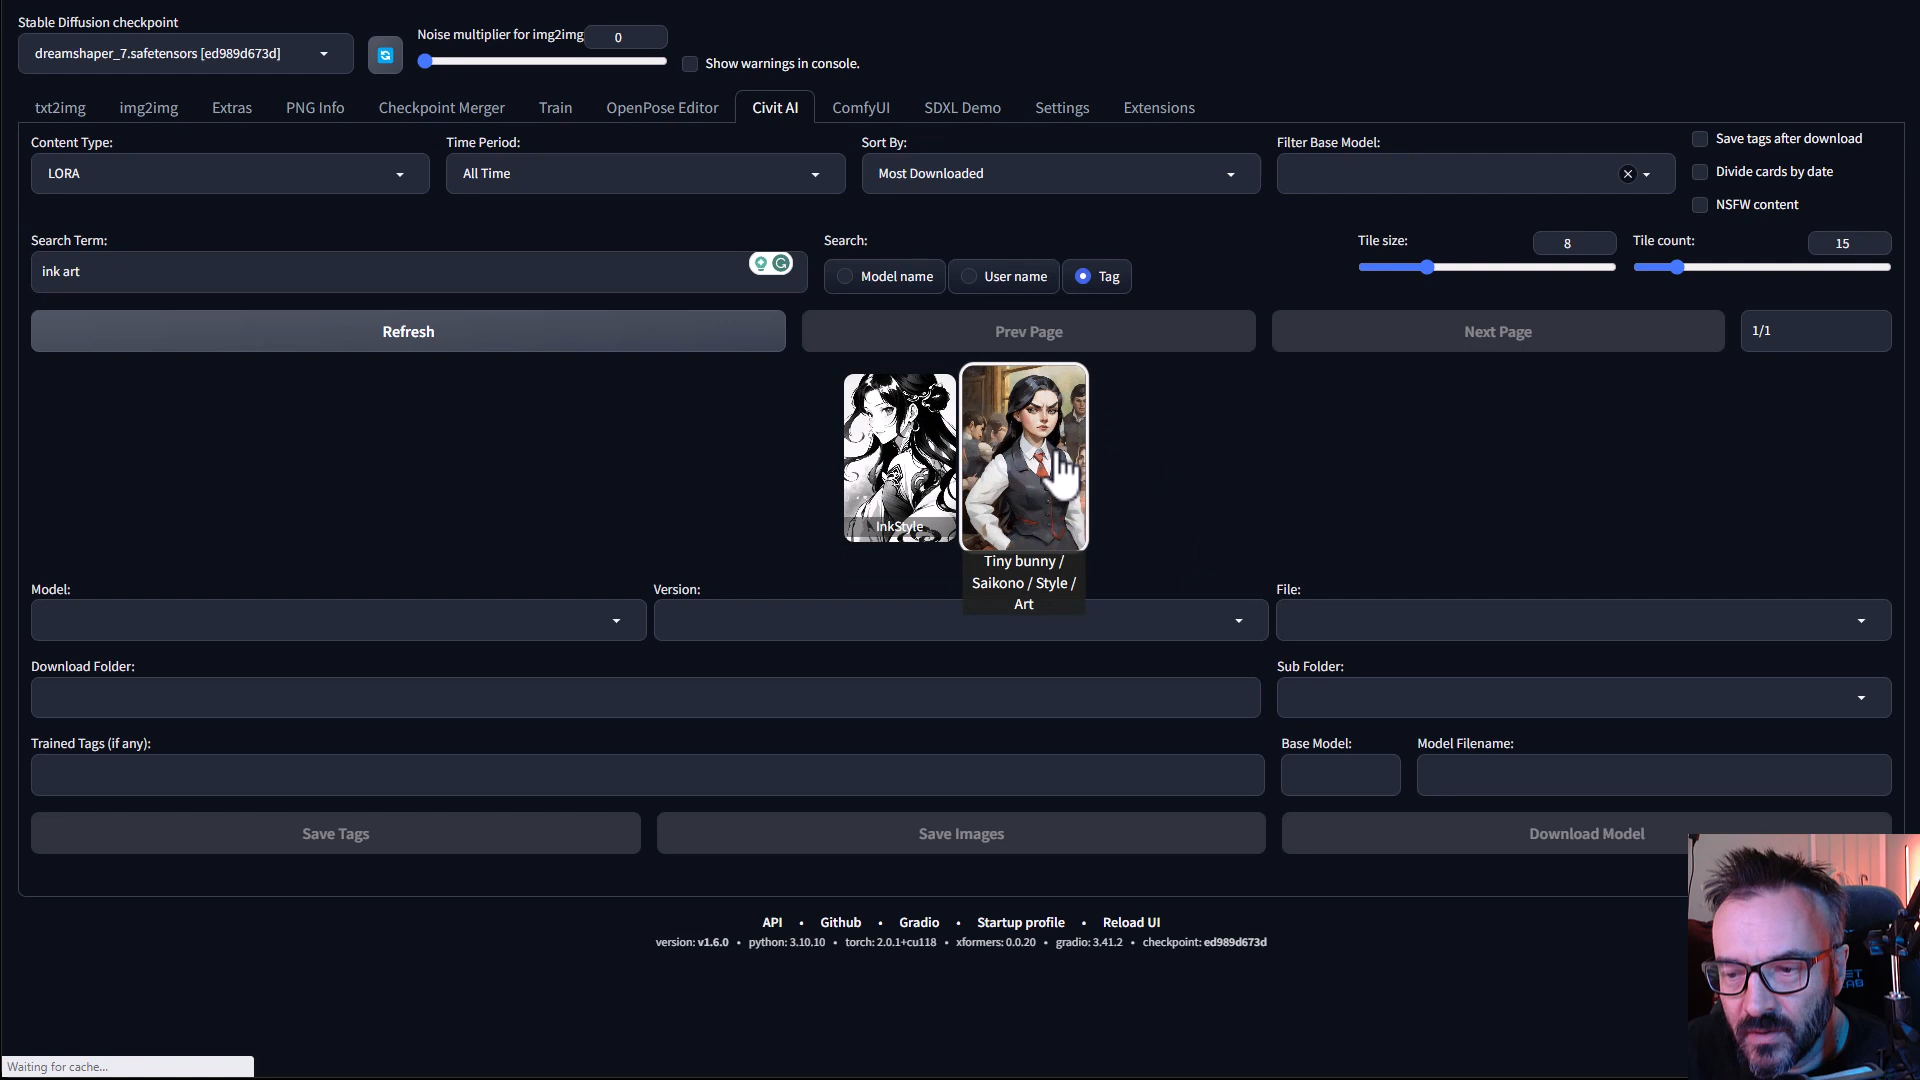 Stable Diffusion checkpoint
dreamshaper_7.safetensors [ed989d673d]
Noise multiplier for img2img
0
Show warnings in console.
txt2img
img2img
Extras
PNG Info
Checkpoint Merger
Train
OpenPose Editor
Civit AI
ComfyUI
SDXL Demo
Settings
Extensions
Content Type:
LORA
Time Period:
All Time
Sort By:
Most Downloaded
Filter Base Model:
Save tags after download
Divide cards by date
NSFW content
Search Term:
ink art
Search:
Model name
User name
Tag
Tile size:
8
Tile count:
15
Refresh
Prev Page
Next Page
1/1
InkStyle
Tiny bunny /
Saikono / Style /
Art
Model:
Version:
File:
Download Folder:
Sub Folder:
Trained Tags (if any):
Base Model:
Model Filename:
Save Tags
Save Images
Download Model
API • Github • Gradio • Startup profile • Reload UI
version: v1.6.0 • python: 3.10.10 • torch: 2.0.1+cu118 • xformers: 0.0.20 • gradio: 3.41.2 • checkpoint: ed989d673d
Waiting for cache...